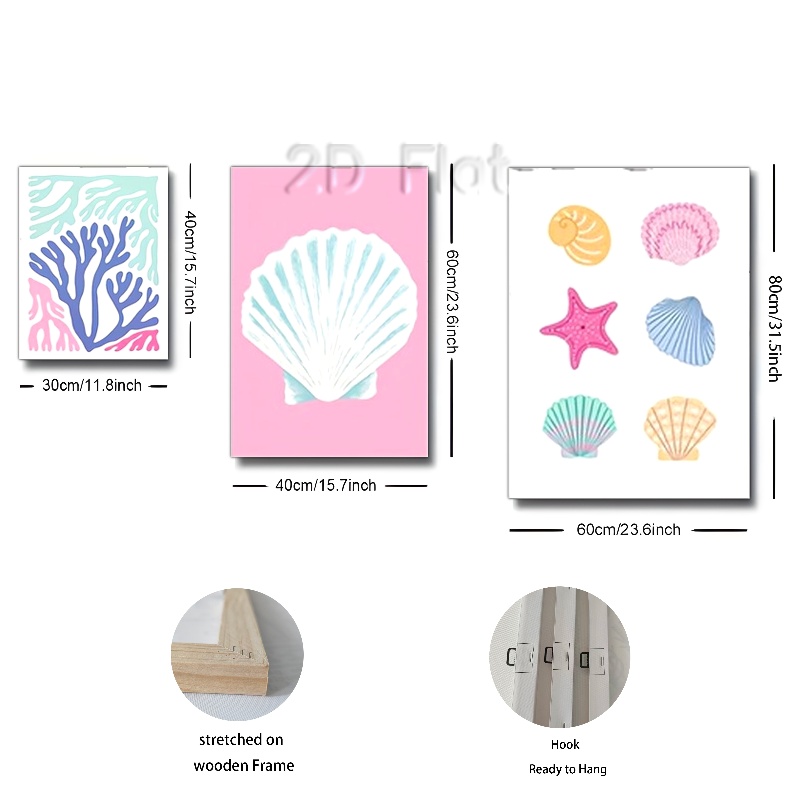 2D Flat
40cm/15.7inch
30cm/11.8inch
60cm/23.6inch
40cm/15.7inch
80cm/31.5inch
60cm/23.6inch
stretched on
wooden Frame
Hook
Ready to Hang